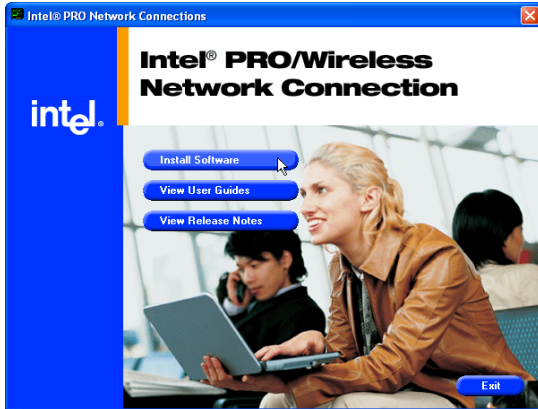 Intel® PRO Network Connections
Intel® PRO/Wireless
Network Connection
intel®
Install Software
View User Guides
View Release Notes
Exit